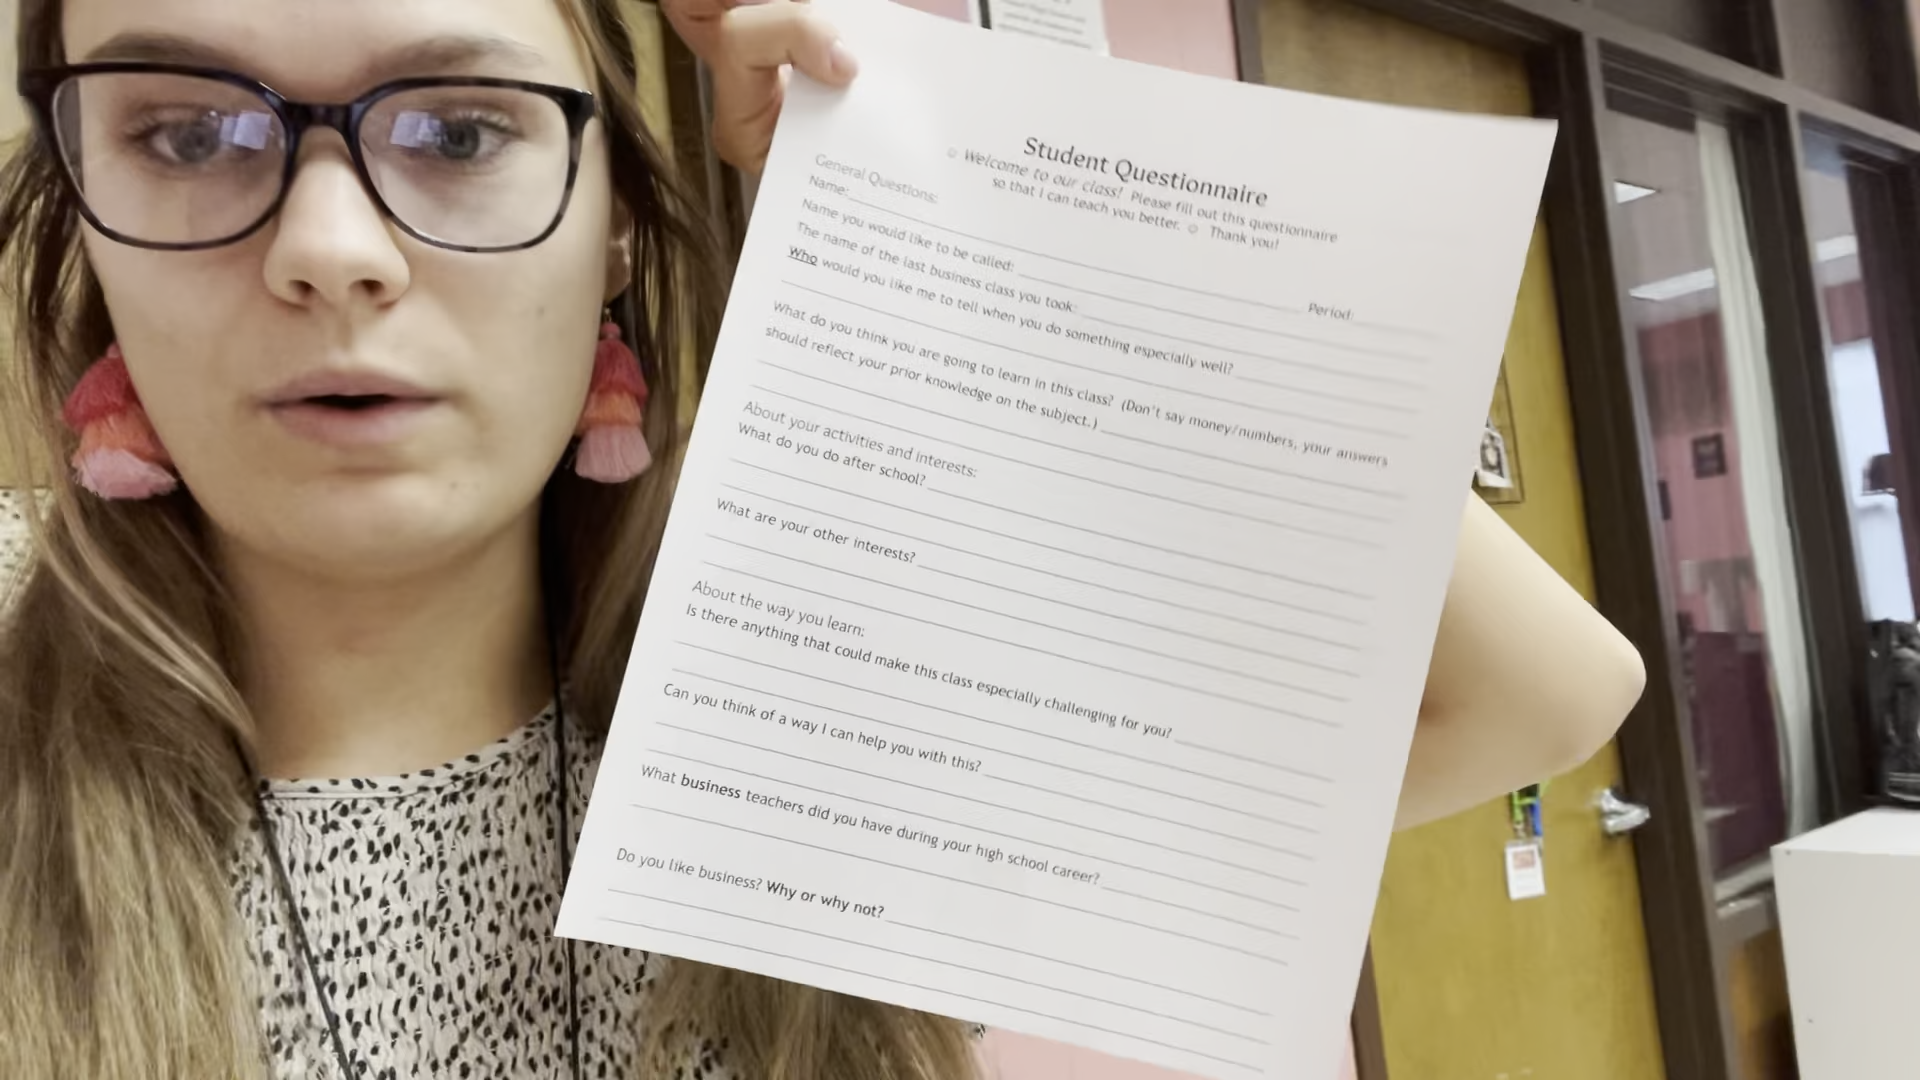 Student Questionnaire
☺ Welcome to our class! Please fill out this questionnaire
so that I can teach you better. ☺ Thank you!
General Questions:
Name: Period:
Name you would like to be called:
The name of the last business class you took:
Who would you like me to tell when you do something especially well?
What do you think you are going to learn in this class? (Don't say money/numbers, your answers
should reflect your prior knowledge on the subject.)
About your activities and interests:
What do you do after school?
What are your other interests?
About the way you learn:
Is there anything that could make this class especially challenging for you?
Can you think of a way I can help you with this?
What business teachers did you have during your high school career?
Do you like business? Why or why not?